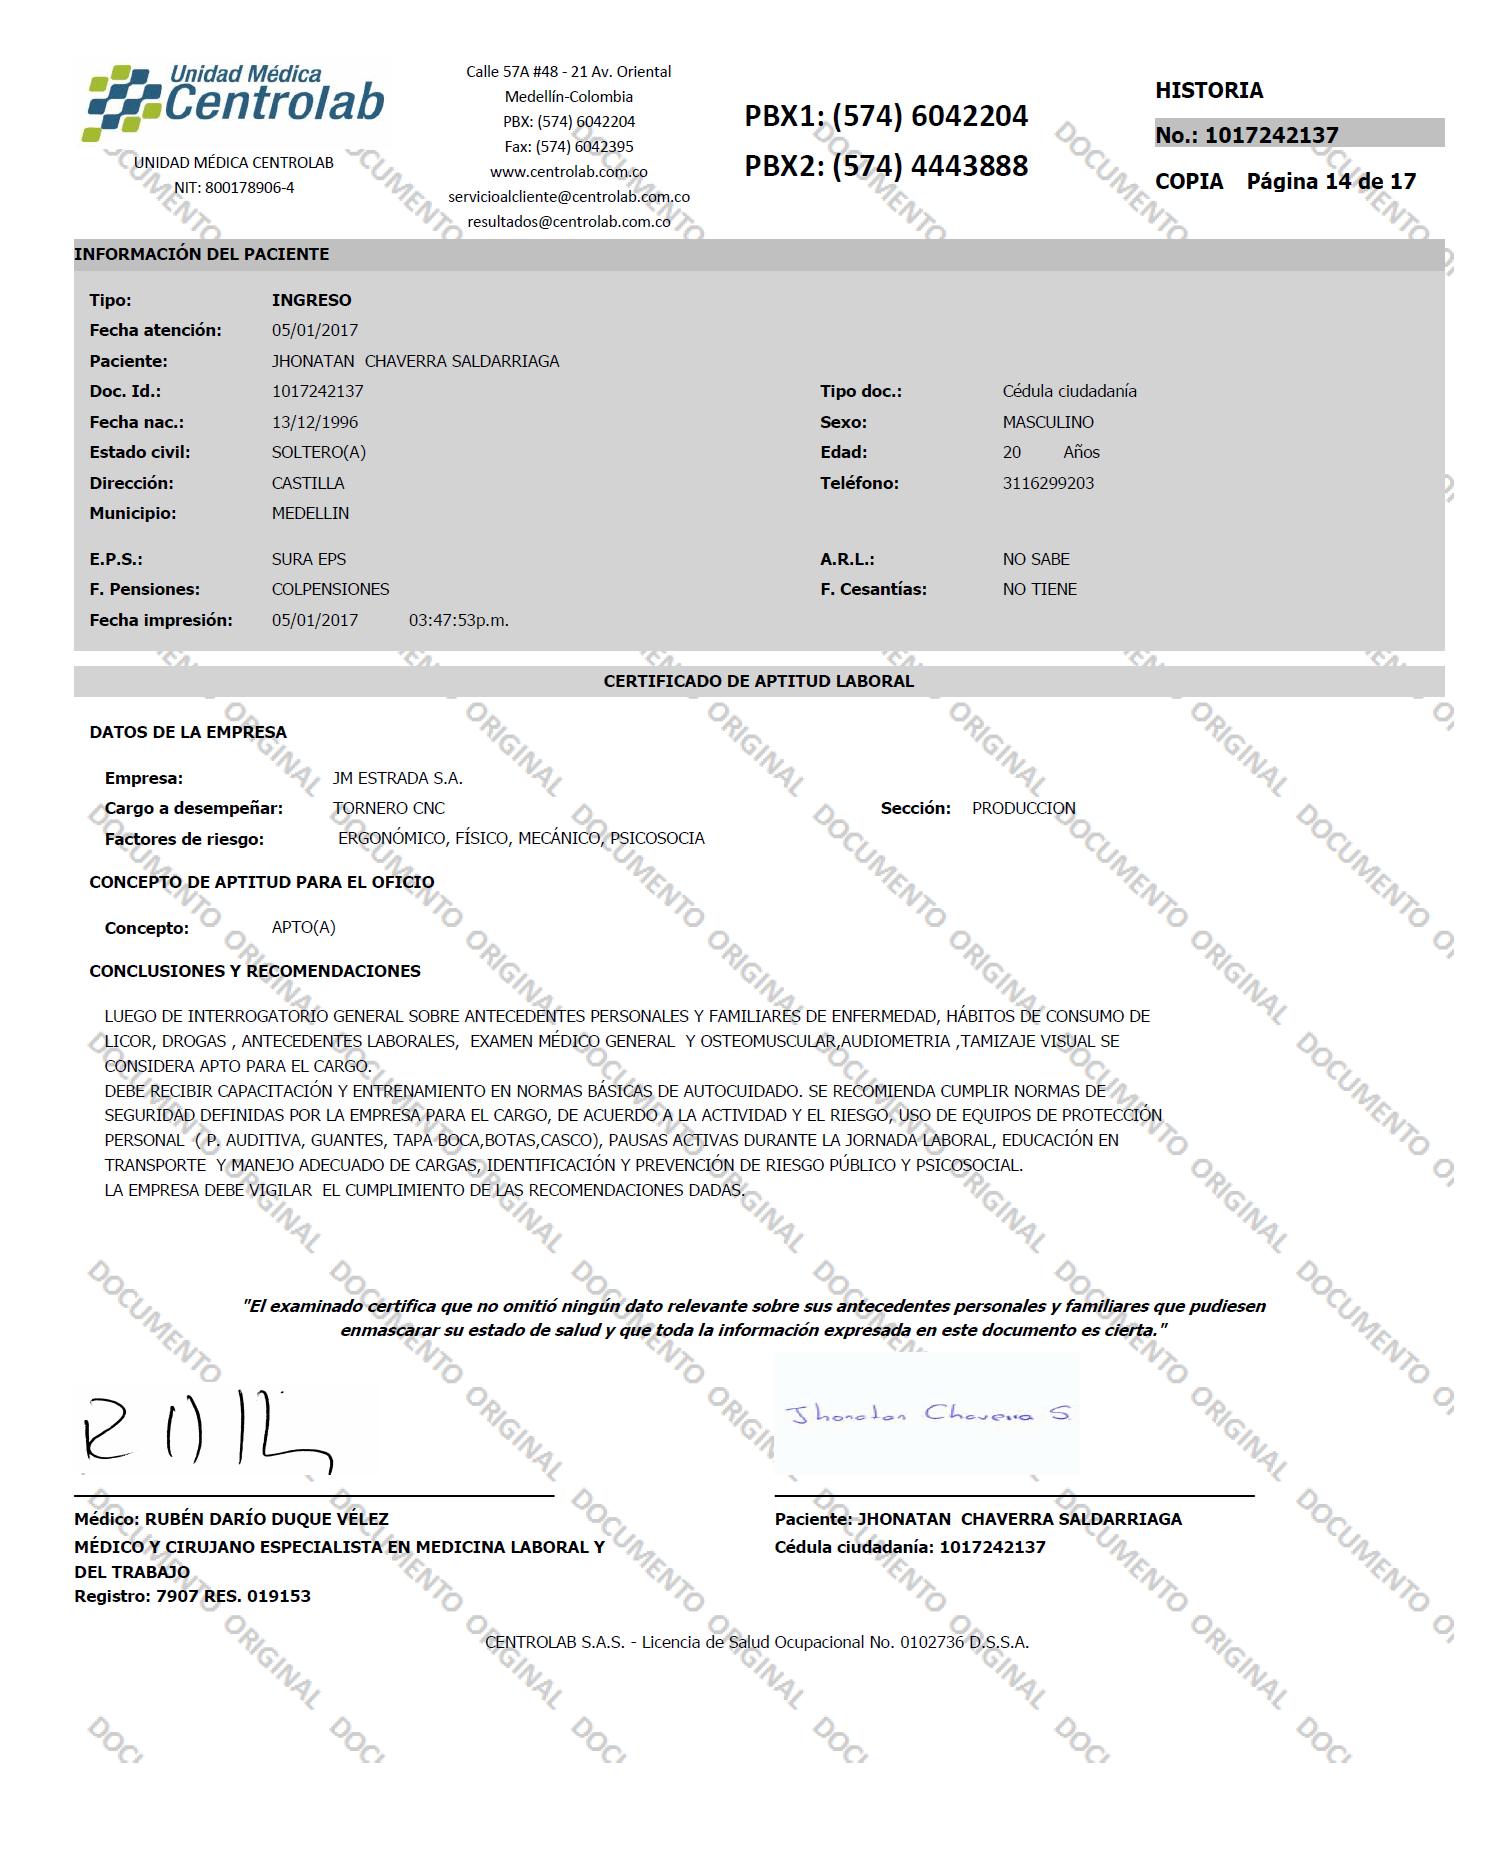 Unidad Médica
Centrolab
UNIDAD MÉDICA CENTROLAB
NIT: 800178906-4
Calle 57A #48 - 21 Av. Oriental
Medellín-Colombia
PBX: (574) 6042204
Fax: (574) 6042395
www.centrolab.com.co
servicioalcliente@centrolab.com.co
resultados@centrolab.com.co
PBX1: (574) 6042204
PBX2: (574) 4443888
HISTORIA
No.: 1017242137
COPIA Página 14 de 17
INFORMACIÓN DEL PACIENTE
Tipo: INGRESO
Fecha atención: 05/01/2017
Paciente: JHONATAN CHAVERRA SALDARRIAGA
Doc. Id.: 1017242137 Tipo doc.: Cédula ciudadanía
Fecha nac.: 13/12/1996 Sexo: MASCULINO
Estado civil: SOLTERO(A) Edad: 20 Años
Dirección: CASTILLA Teléfono: 3116299203
Municipio: MEDELLIN
E.P.S.: SURA EPS A.R.L.: NO SABE
F. Pensiones: COLPENSIONES F. Cesantías: NO TIENE
Fecha impresión: 05/01/2017 03:47:53p.m.
CERTIFICADO DE APTITUD LABORAL
DATOS DE LA EMPRESA
Empresa: JM ESTRADA S.A.
Cargo a desempeñar: TORNERO CNC Sección: PRODUCCION
Factores de riesgo: ERGONÓMICO, FÍSICO, MECÁNICO, PSICOSOCIA
CONCEPTO DE APTITUD PARA EL OFICIO
Concepto: APTO(A)
CONCLUSIONES Y RECOMENDACIONES
LUEGO DE INTERROGATORIO GENERAL SOBRE ANTECEDENTES PERSONALES Y FAMILIARES DE ENFERMEDAD, HÁBITOS DE CONSUMO DE
LICOR, DROGAS , ANTECEDENTES LABORALES, EXAMEN MÉDICO GENERAL Y OSTEOMUSCULAR,AUDIOMETRIA ,TAMIZAJE VISUAL SE
CONSIDERA APTO PARA EL CARGO.
DEBE RECIBIR CAPACITACIÓN Y ENTRENAMIENTO EN NORMAS BÁSICAS DE AUTOCUIDADO. SE RECOMIENDA CUMPLIR NORMAS DE
SEGURIDAD DEFINIDAS POR LA EMPRESA PARA EL CARGO, DE ACUERDO A LA ACTIVIDAD Y EL RIESGO, USO DE EQUIPOS DE PROTECCIÓN
PERSONAL ( P. AUDITIVA, GUANTES, TAPA BOCA,BOTAS,CASCO), PAUSAS ACTIVAS DURANTE LA JORNADA LABORAL, EDUCACIÓN EN
TRANSPORTE Y MANEJO ADECUADO DE CARGAS, IDENTIFICACIÓN Y PREVENCIÓN DE RIESGO PÚBLICO Y PSICOSOCIAL.
LA EMPRESA DEBE VIGILAR EL CUMPLIMIENTO DE LAS RECOMENDACIONES DADAS.
"El examinado certifica que no omitió ningún dato relevante sobre sus antecedentes personales y familiares que pudiesen
enmascarar su estado de salud y que toda la información expresada en este documento es cierta."
Jhonatan Chaverra S.
Médico: RUBÉN DARÍO DUQUE VÉLEZ
MÉDICO Y CIRUJANO ESPECIALISTA EN MEDICINA LABORAL Y
DEL TRABAJO
Registro: 7907 RES. 019153
Paciente: JHONATAN CHAVERRA SALDARRIAGA
Cédula ciudadanía: 1017242137
CENTROLAB S.A.S. - Licencia de Salud Ocupacional No. 0102736 D.S.S.A.
DOCUMENTO ORIGINAL